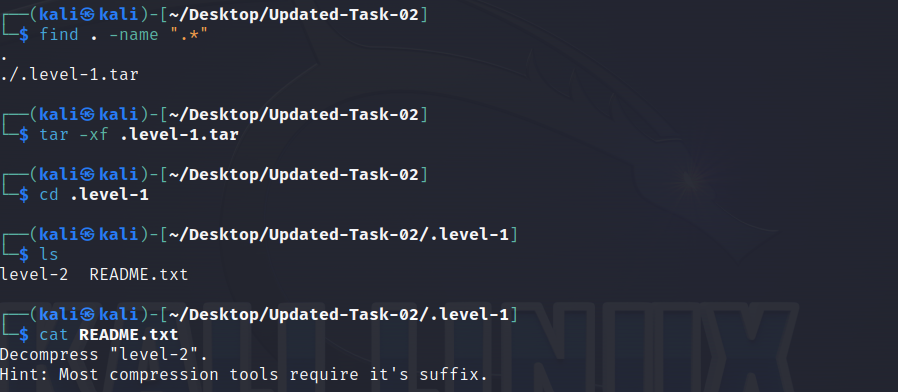 ┌──(kali㉿kali)-[~/Desktop/Updated-Task-02]
└─$ find . -name ".*"
.
./.level-1.tar
┌──(kali㉿kali)-[~/Desktop/Updated-Task-02]
└─$ tar -xf .level-1.tar
┌──(kali㉿kali)-[~/Desktop/Updated-Task-02]
└─$ cd .level-1
┌──(kali㉿kali)-[~/Desktop/Updated-Task-02/.level-1]
└─$ ls
level-2  README.txt
┌──(kali㉿kali)-[~/Desktop/Updated-Task-02/.level-1]
└─$ cat README.txt
Decompress "level-2".
Hint: Most compression tools require it's suffix.
KALI LINUX